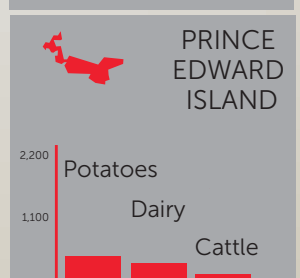 PRINCE
EDWARD
ISLAND
2,200
Potatoes
1,100
Dairy
Cattle